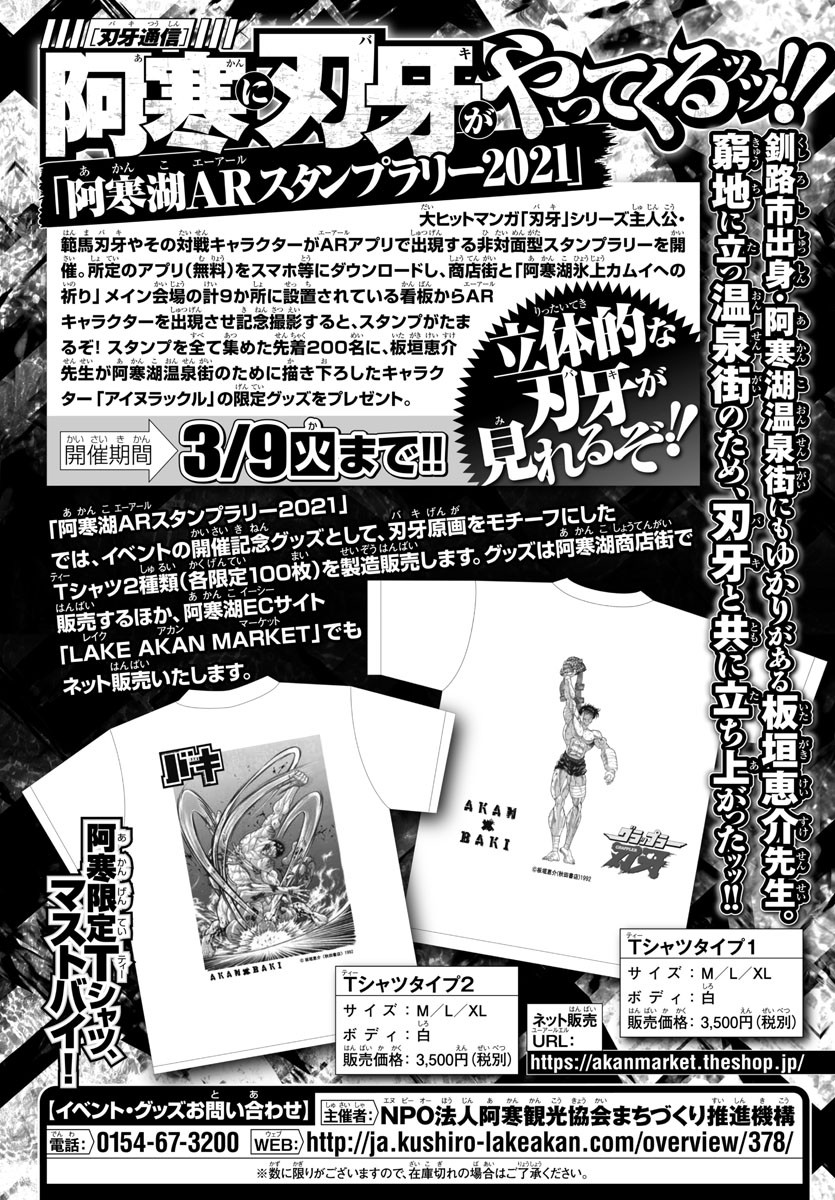 [刃牙通信]
阿寒に刃牙がやってくるッッ!!
「阿寒湖ARスタンプラリー2021」
釧路市出身・阿寒湖温泉街にもゆかりがある板垣恵介先生。
窮地に立つ温泉街のため、刃牙と共に立ち上がったッッ!!
大ヒットマンガ「刃牙」シリーズ主人公・
範馬刃牙やその対戦キャラクターがARアプリで出現する非対面型スタンプラリーを開
催。所定のアプリ(無料)をスマホ等にダウンロードし、商店街と「阿寒湖氷上カムイへの
祈り」メイン会場の計9か所に設置されている看板からAR
キャラクターを出現させ記念撮影すると、スタンプがたま
るぞ! スタンプを全て集めた先着200名に、板垣恵介
先生が阿寒湖温泉街のために描き下ろしたキャラク
ター「アイヌラックル」の限定グッズをプレゼント。
立体的な
刃牙が
見れるぞ!!
開催期間
3/9火まで!!
「阿寒湖ARスタンプラリー2021」
では、イベントの開催記念グッズとして、刃牙原画をモチーフにした
Tシャツ2種類(各限定100枚)を製造販売します。グッズは阿寒湖商店街で
販売するほか、阿寒湖ECサイト
「LAKE AKAN MARKET」でも
ネット販売いたします。
バキ
AKAN BAKI
©板垣恵介(秋田書店)1992
AKAN
BAKI
グラップラー
刃牙
©板垣恵介(秋田書店)1992
阿寒限定Tシャツ、
マストバイ!
Tシャツタイプ1
サイズ:M/L/XL
ボディ:白
販売価格:3,500円(税別)
Tシャツタイプ2
サイズ:M/L/XL
ボディ:白
販売価格:3,500円(税別)
ネット販売
URL:
https://akanmarket.theshop.jp/
【イベント・グッズお問い合わせ】 主催者:NPO法人阿寒観光協会まちづくり推進機構
電話:0154-67-3200 WEB:http://ja.kushiro-lakeakan.com/overview/378/
※数に限りがございますので、在庫切れの場合はご了承ください。